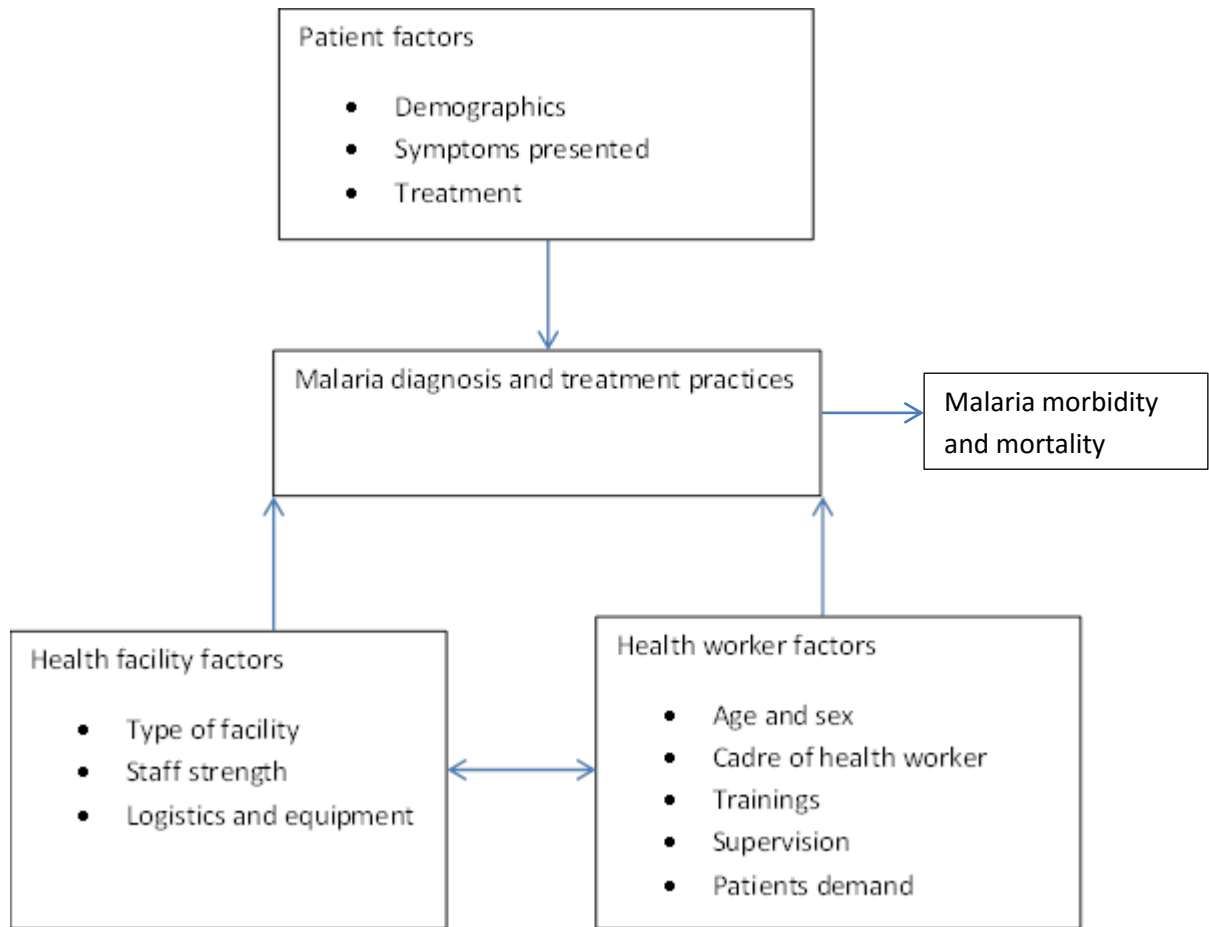 Patient factors
• Demographics
• Symptoms presented
• Treatment
Malaria diagnosis and treatment practices
Malaria morbidity
and mortality
Health facility factors
• Type of facility
• Staff strength
• Logistics and equipment
Health worker factors
• Age and sex
• Cadre of health worker
• Trainings
• Supervision
• Patients demand